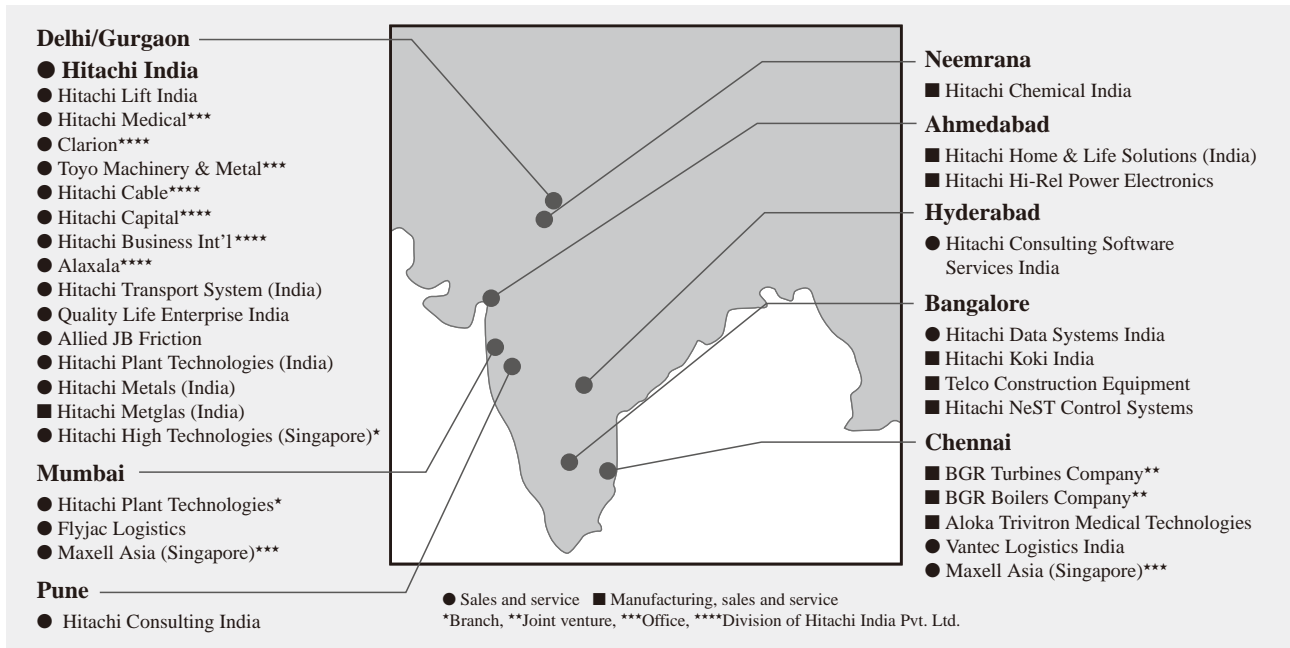 Delhi/Gurgaon
● Hitachi India
● Hitachi Lift India
● Hitachi Medical***
● Clarion****
● Toyo Machinery & Metal***
● Hitachi Cable****
● Hitachi Capital****
● Hitachi Business Int'l****
● Alaxala****
● Hitachi Transport System (India)
● Quality Life Enterprise India
● Allied JB Friction
● Hitachi Plant Technologies (India)
● Hitachi Metals (India)
■ Hitachi Metglas (India)
● Hitachi High Technologies (Singapore)*
Mumbai
● Hitachi Plant Technologies*
● Flyjac Logistics
● Maxell Asia (Singapore)***
Pune
● Hitachi Consulting India
Neemrana
■ Hitachi Chemical India
Ahmedabad
■ Hitachi Home & Life Solutions (India)
■ Hitachi Hi-Rel Power Electronics
Hyderabad
● Hitachi Consulting Software
Services India
Bangalore
● Hitachi Data Systems India
■ Hitachi Koki India
■ Telco Construction Equipment
■ Hitachi NeST Control Systems
Chennai
■ BGR Turbines Company**
■ BGR Boilers Company**
■ Aloka Trivitron Medical Technologies
● Vantec Logistics India
● Maxell Asia (Singapore)***
● Sales and service ■ Manufacturing, sales and service
*Branch, **Joint venture, ***Office, ****Division of Hitachi India Pvt. Ltd.